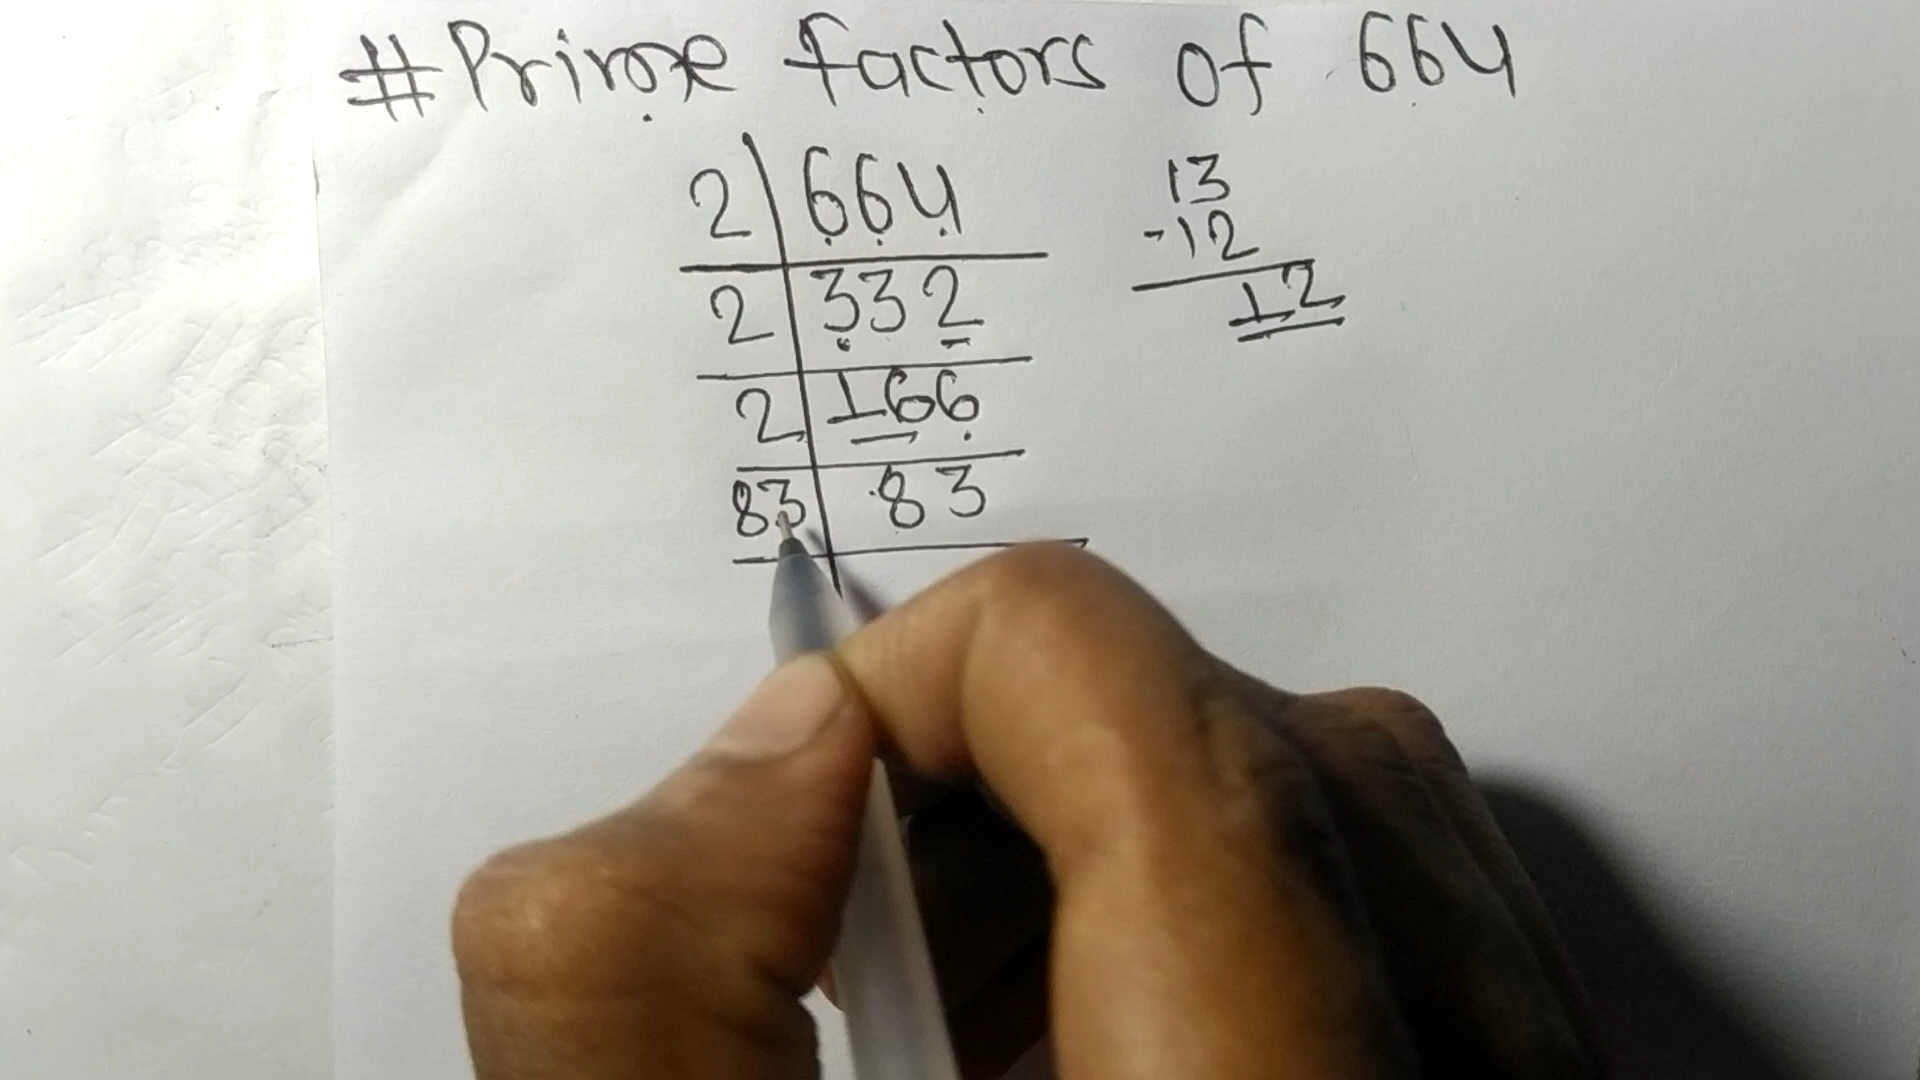 #Prime factors of 664
2 | 664
2 | 332
2 | 166
83 | 83
13
-12
12